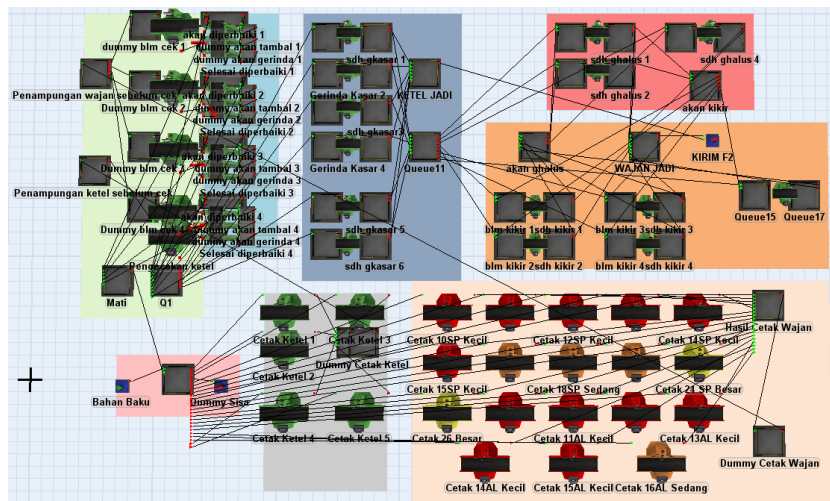 akan diperbaiki 1
dummy blm cek 1
dummy akan tambal 1
dummy akan gerinda 1
Selesai diperbaiki 1
Penampungan wajan sebelum cek
akan diperbaiki 2
Dummy blm cek 2
dummy akan tambal 2
dummy akan gerinda 2
Selesai diperbaiki 2
akan diperbaiki 3
Dummy blm cek 3
dummy akan tambal 3
dummy akan gerinda 3
Selesai diperbaiki 3
Penampungan ketel sebelum cek
akan diperbaiki 4
Dummy blm cek 4
dummy akan tambal 4
dummy akan gerinda 4
Selesai diperbaiki 4
Pengecekan ketel
Mati
Q1
sdh gkasar 1
Gerinda Kasar 2
KETEL JADI
sdh gkasar3
Gerinda Kasar 4
Queue11
sdh gkasar 5
sdh gkasar 6
sdh ghalus 1
sdh ghalus 4
sdh ghalus 2
akan kikir
akan ghalus
WAJAN JADI
KIRIM F2
Queue15
Queue17
blm kikir 1
sdh kikir 1
blm kikir 3
sdh kikir 3
blm kikir 2
sdh kikir 2
blm kikir 4
sdh kikir 4
Bahan Baku
Dummy Sisa
Cetak Ketel 1
Cetak Ketel 3
Dummy Cetak Ketel
Cetak Ketel 2
Cetak Ketel 4
Cetak Ketel 5
Hasil Cetak Wajan
Cetak 10SP Kecil
Cetak 12SP Kecil
Cetak 14SP Kecil
Cetak 15SP Kecil
Cetak 18SP Sedang
Cetak 21 SP Besar
Cetak 26 Besar
Cetak 11AL Kecil
Cetak 13AL Kecil
Dummy Cetak Wajan
Cetak 14AL Kecil
Cetak 15AL Kecil
Cetak 16AL Sedang